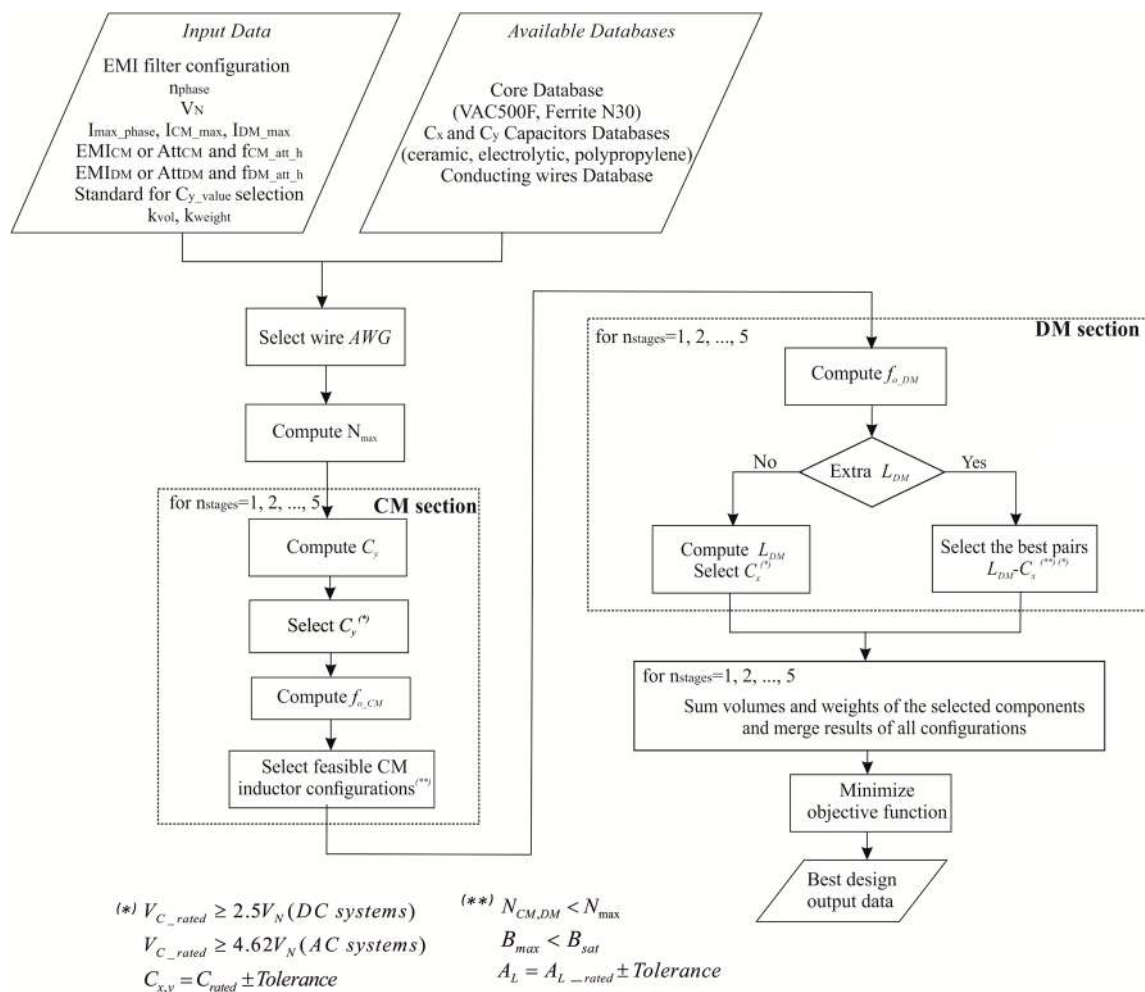 Input Data
EMI filter configuration
nphase
VN
Imax_phase, ICM_max, IDM_max
EMICM or AttCM and fCM_att_h
EMIDM or AttDM and fDM_att_h
Standard for Cy_value selection
kvol, kweight
Available Databases
Core Database
(VAC500F, Ferrite N30)
Cx and Cy Capacitors Databases
(ceramic, electrolytic, polypropylene)
Conducting wires Database
Select wire AWG
Compute Nmax
for nstages=1, 2, ..., 5
CM section
Compute Cy
Select Cy(*)
Compute fo_CM
Select feasible CM
inductor configurations(**)
for nstages=1, 2, ..., 5
DM section
Compute fo_DM
Extra LDM
No
Yes
Compute LDM
Select Cx(*)
Select the best pairs
LDM-Cx(**)(*)
for nstages=1, 2, ..., 5
Sum volumes and weights of the selected components
and merge results of all configurations
Minimize
objective function
Best design
output data
(*) VC_rated ≥ 2.5VN (DC systems)
VC_rated ≥ 4.62VN (AC systems)
Cx,y = Crated ± Tolerance
(**) NCM,DM < Nmax
Bmax < Bsat
AL = AL_rated ± Tolerance